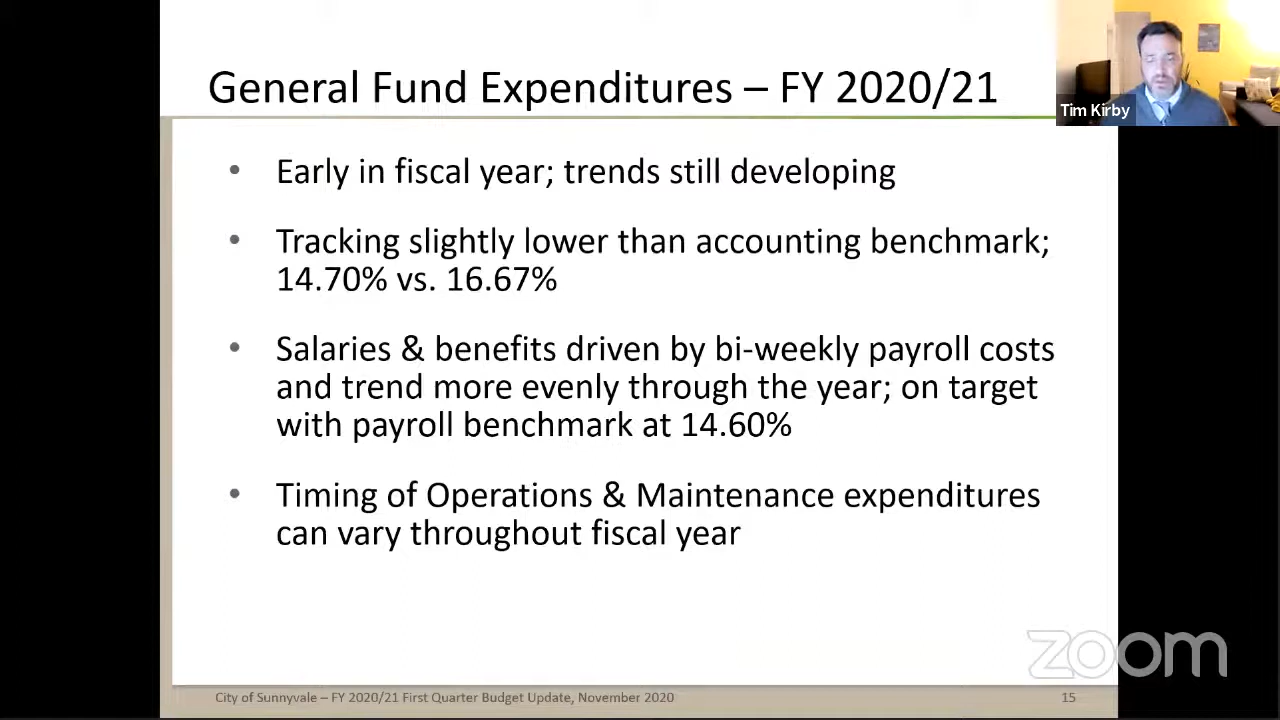 General Fund Expenditures – FY 2020/21
Tim Kirby
• Early in fiscal year; trends still developing
• Tracking slightly lower than accounting benchmark;
14.70% vs. 16.67%
• Salaries & benefits driven by bi-weekly payroll costs
and trend more evenly through the year; on target
with payroll benchmark at 14.60%
• Timing of Operations & Maintenance expenditures
can vary throughout fiscal year
zoom
City of Sunnyvale – FY 2020/21 First Quarter Budget Update, November 2020
15